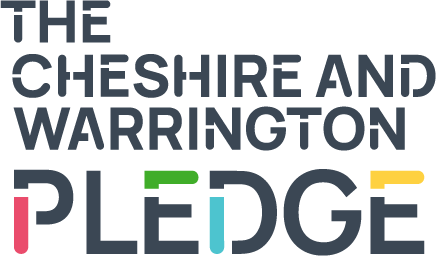 THE
CHESHIRE AND
WARRINGTON
PLEDGE